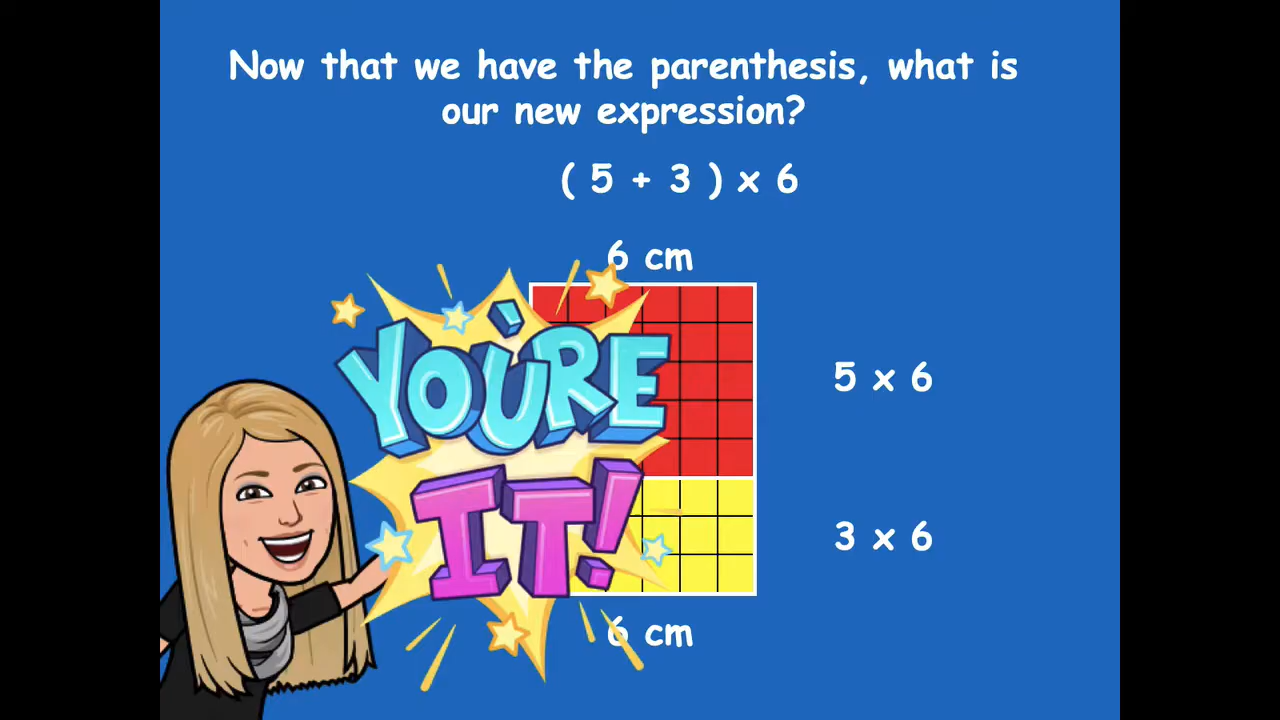 Now that we have the parenthesis, what is
our new expression?
( 5 + 3 ) x 6
6 cm
YOU'RE
IT!
5 x 6
3 x 6
6 cm